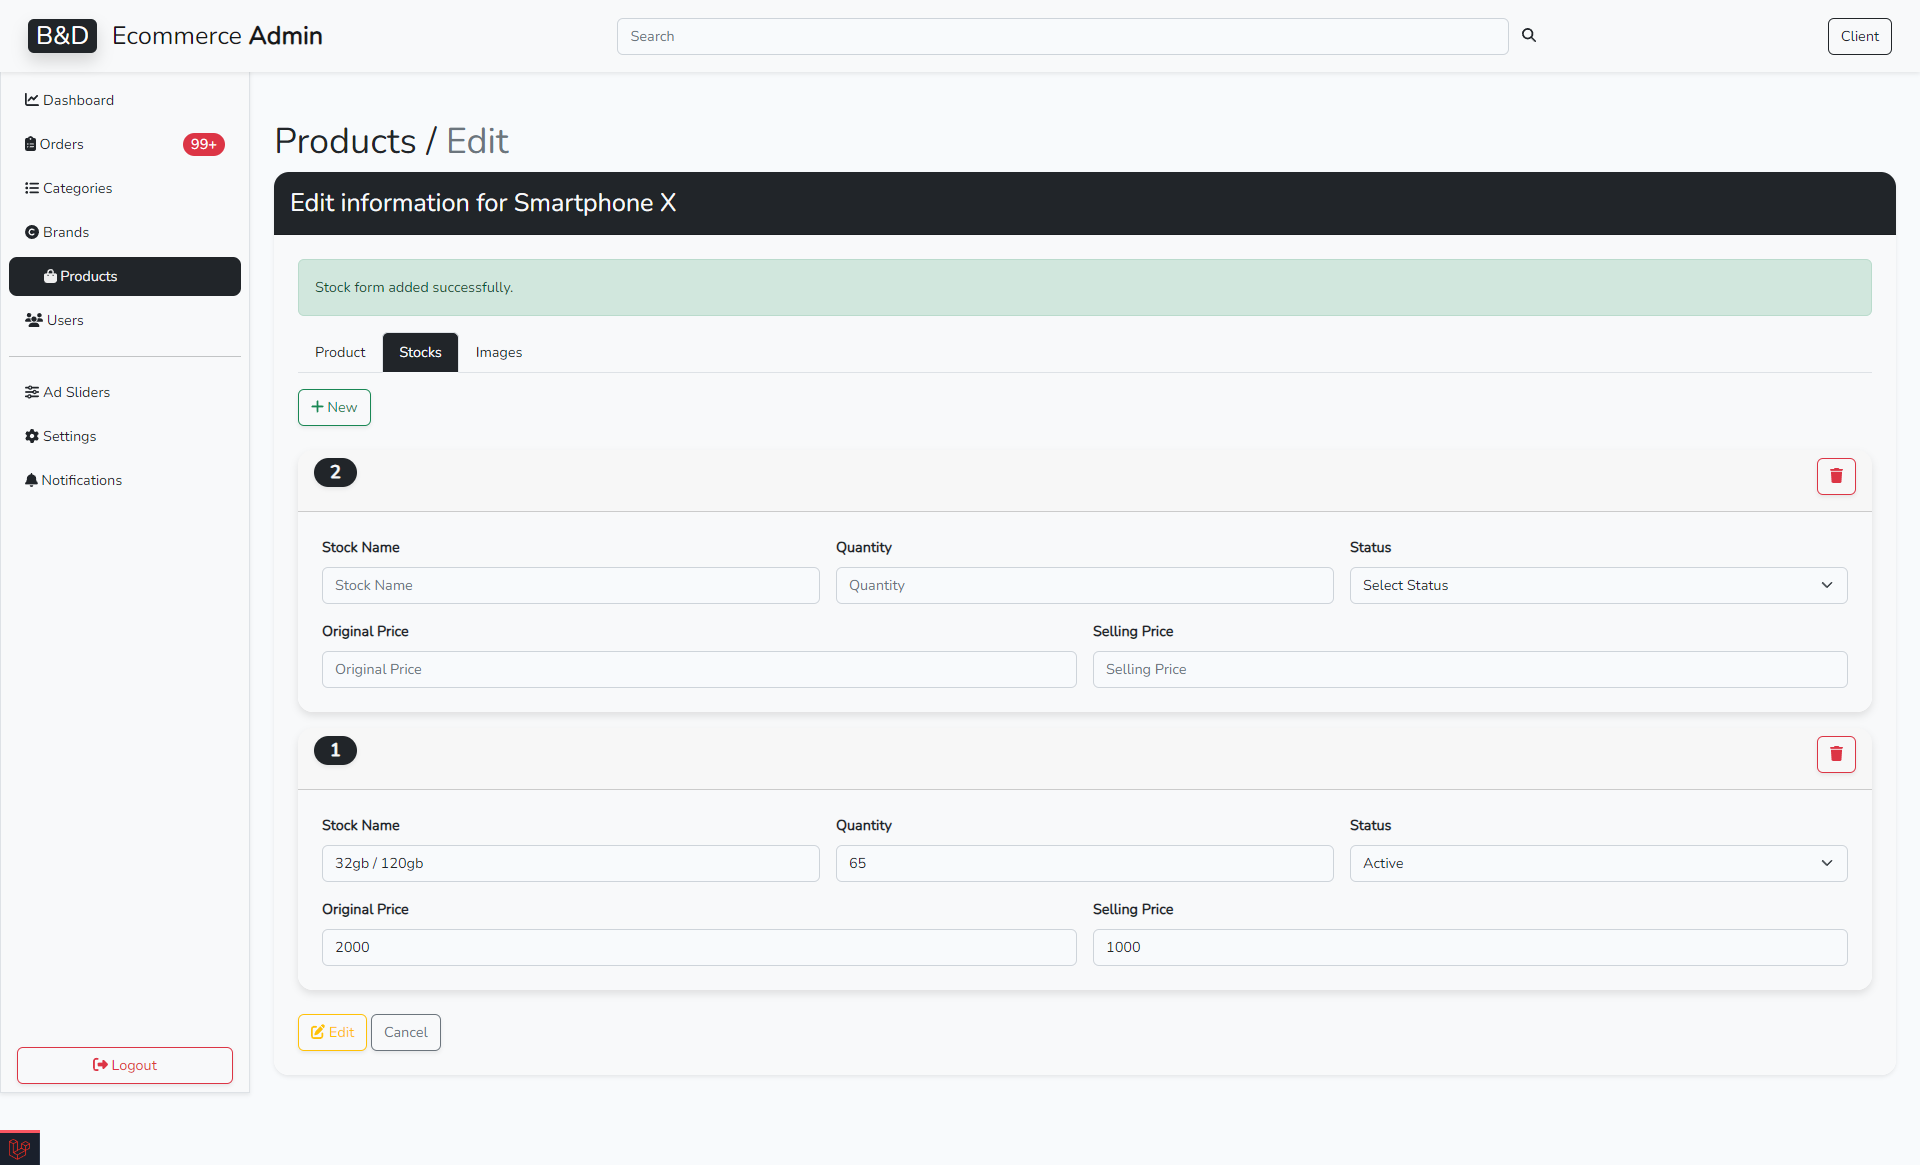 B&D Ecommerce Admin
Search
Client
Dashboard
Orders 99+
Categories
Brands
Products
Users
Ad Sliders
Settings
Notifications
Logout
Products / Edit
Edit information for Smartphone X
Stock form added successfully.
Product Stocks Images
New
2
Stock Name Quantity Status
Stock Name Quantity Select Status
Original Price Selling Price
Original Price Selling Price
1
Stock Name Quantity Status
32gb / 120gb 65 Active
Original Price Selling Price
2000 1000
Edit Cancel